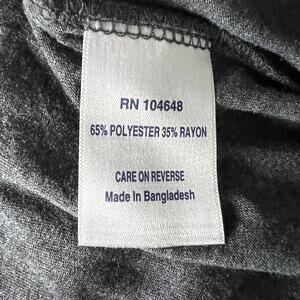 RN 104648
65% POLYESTER 35% RAYON
CARE ON REVERSE
Made in Bangladesh